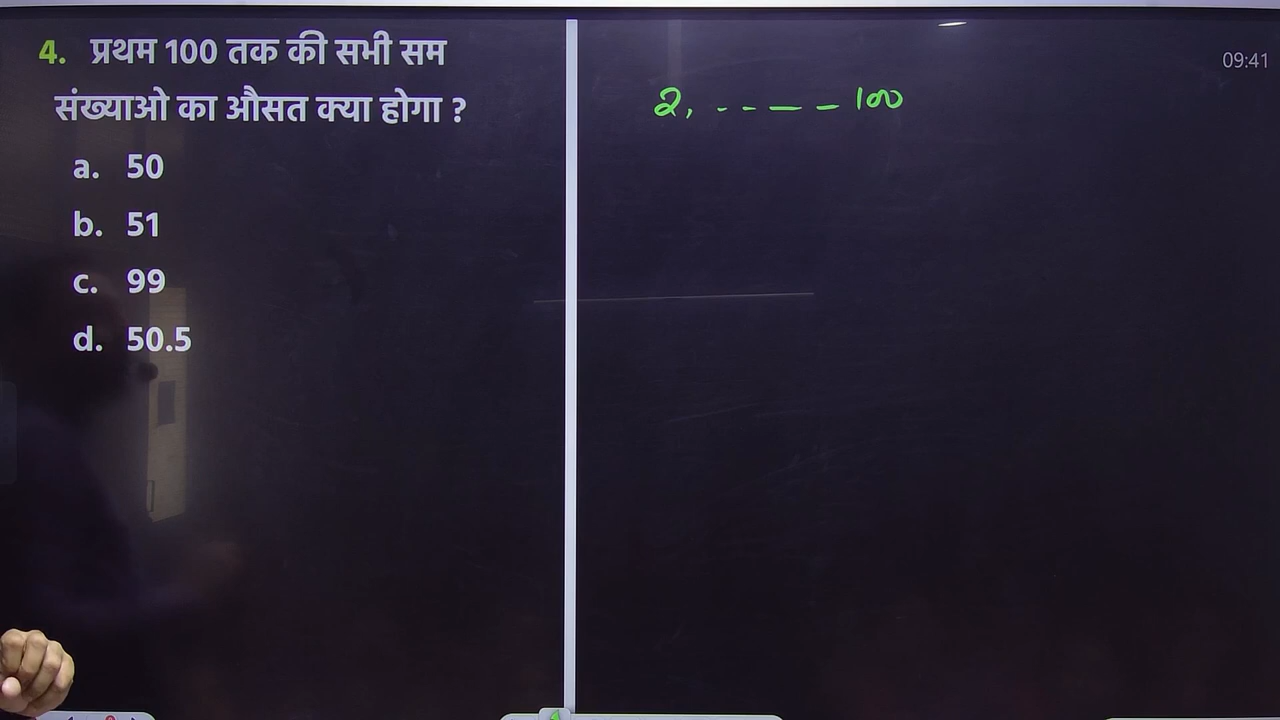 4. प्रथम 100 तक की सभी सम
संख्याओ का औसत क्या होगा ?
a. 50
b. 51
c. 99
d. 50.5
2, - - — – 100
09:41